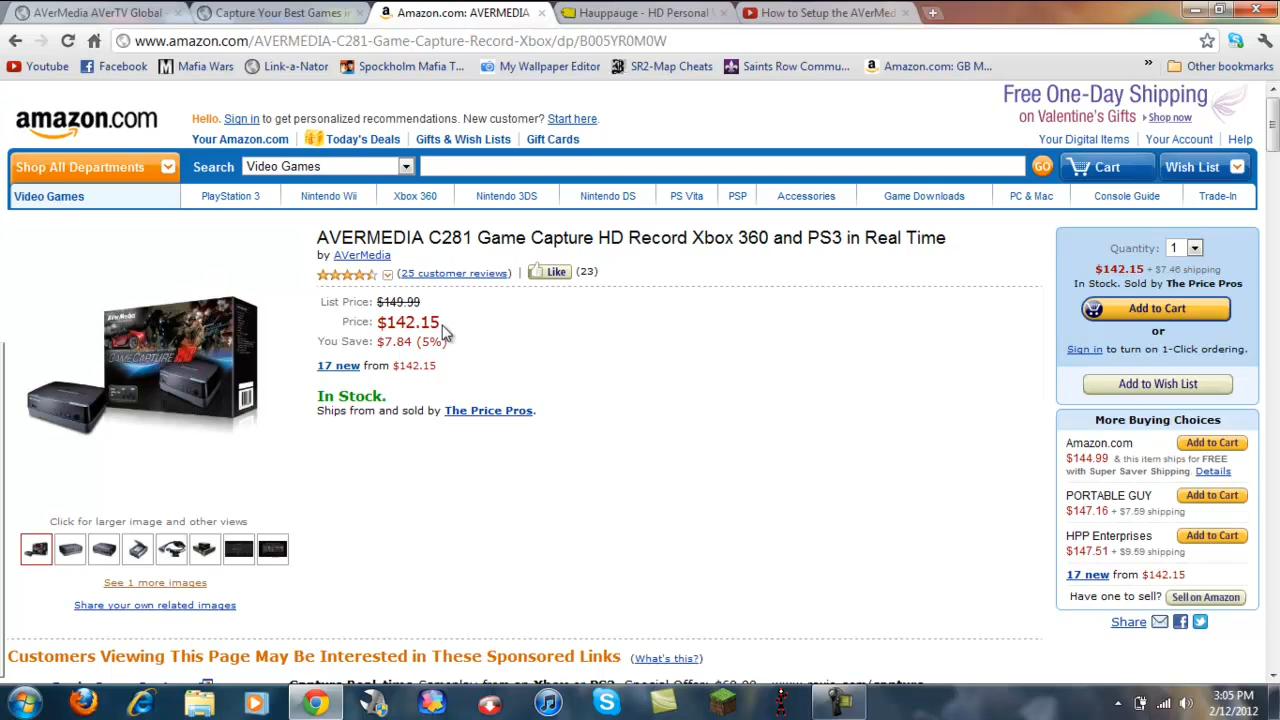 AVerMedia AVerTV Global
Capture Your Best Games i
Amazon.com: AVERMEDIA
Hauppauge - HD Personal
How to Setup the AVerMed
www.amazon.com/AVERMEDIA-C281-Game-Capture-Record-Xbox/dp/B005YR0M0W
Youtube Facebook Mafia Wars Link-a-Nator Spockholm Mafia T... My Wallpaper Editor SR2-Map Cheats Saints Row Commu... Amazon.com: GB M... » Other bookmarks
Free One-Day Shipping
on Valentine's Gifts ▸Shop now
amazon.com
Hello. Sign in to get personalized recommendations. New customer? Start here.
Your Amazon.com Today's Deals Gifts & Wish Lists Gift Cards
Your Digital Items Your Account Help
Shop All Departments Search Video Games GO Cart Wish List
Video Games PlayStation 3 Nintendo Wii Xbox 360 Nintendo 3DS Nintendo DS PS Vita PSP Accessories Game Downloads PC & Mac Console Guide Trade-In
AVERMEDIA C281 Game Capture HD Record Xbox 360 and PS3 in Real Time
by AVerMedia
(25 customer reviews) | Like (23)
List Price: $149.99
Price: $142.15
You Save: $7.84 (5%)
17 new from $142.15
In Stock.
Ships from and sold by The Price Pros.
AVerMedia
GAMECAPTURE
Click for larger image and other views
See 1 more images
Share your own related images
Quantity: 1
$142.15 + $7.46 shipping
In Stock. Sold by The Price Pros
Add to Cart
or
Sign in to turn on 1-Click ordering.
Add to Wish List
More Buying Choices
Amazon.com Add to Cart
$144.99 & this item ships for FREE
with Super Saver Shipping. Details
PORTABLE GUY Add to Cart
$147.16 + $7.59 shipping
HPP Enterprises Add to Cart
$147.51 + $9.59 shipping
17 new from $142.15
Have one to sell? Sell on Amazon
Share
Customers Viewing This Page May Be Interested in These Sponsored Links (What's this?)
3:05 PM
2/12/2012